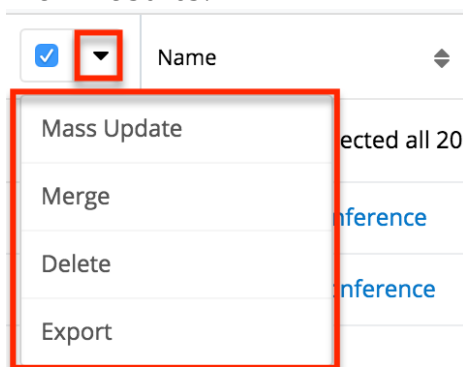 Name
Mass Update
ected all 20
Merge
nference
Delete
nference
Export